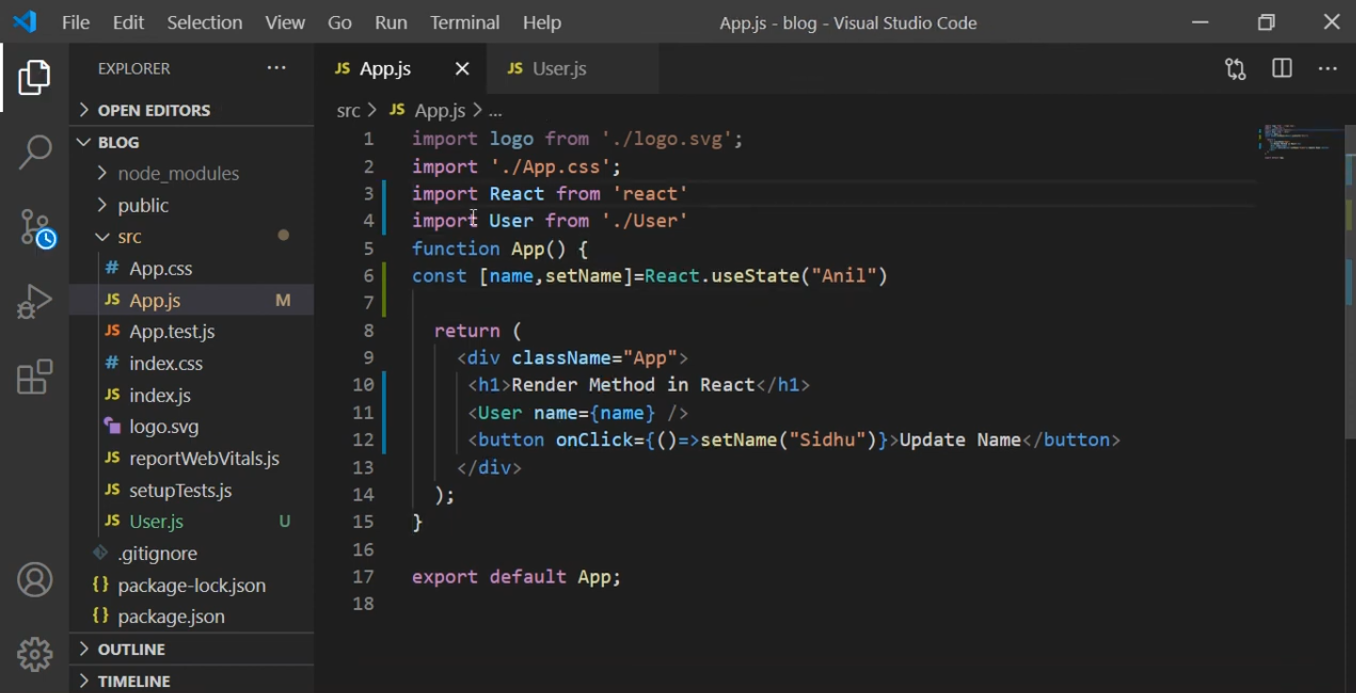 File Edit Selection View Go Run Terminal Help App.js - blog - Visual Studio Code
EXPLORER ...
JS App.js JS User.js ...
OPEN EDITORS
src > JS App.js > ...
BLOG
node_modules
public
src
# App.css
JS App.js M
JS App.test.js
# index.css
JS index.js
logo.svg
JS reportWebVitals.js
JS setupTests.js
JS User.js U
.gitignore
{} package-lock.json
{} package.json
OUTLINE
TIMELINE
1 import logo from './logo.svg';
2 import './App.css';
3 import React from 'react'
4 import User from './User'
5 function App() {
6 const [name,setName]=React.useState("Anil")
7
8 return (
9 <div className="App">
10 <h1>Render Method in React</h1>
11 <User name={name} />
12 <button onClick={()=>setName("Sidhu")}>Update Name</button>
13 </div>
14 );
15 }
16
17 export default App;
18